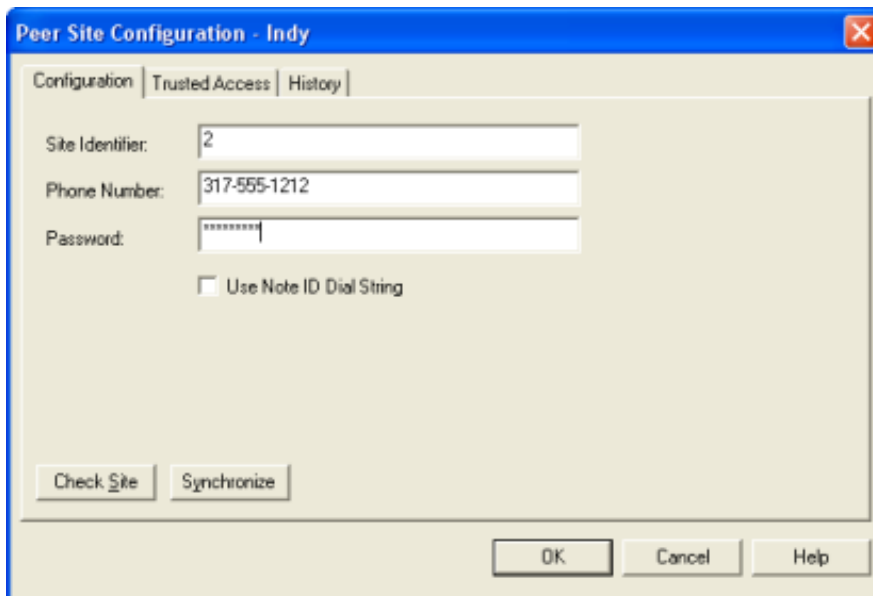 Peer Site Configuration - Indy
Configuration Trusted Access History
Site Identifier: 2
Phone Number: 317-555-1212
Password: *********
Use Note ID Dial String
Check Site Synchronize
OK Cancel Help